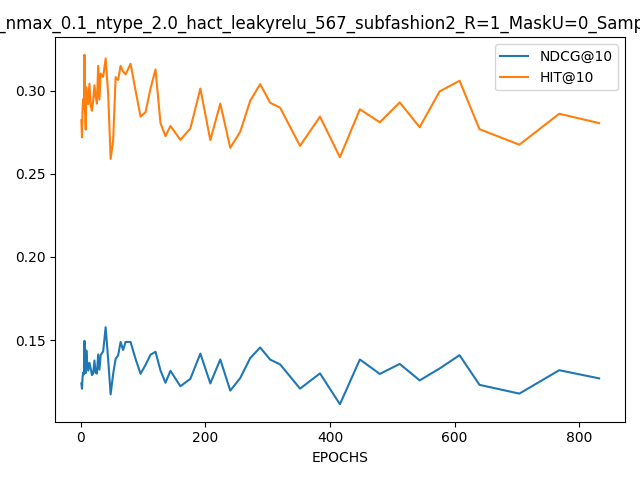 _nmax_0.1_ntype_2.0_hact_leakyrelu_567_subfashion2_R=1_MaskU=0_Samp
NDCG@10
HIT@10
0.30
0.25
0.20
0.15
0 200 400 600 800
EPOCHS